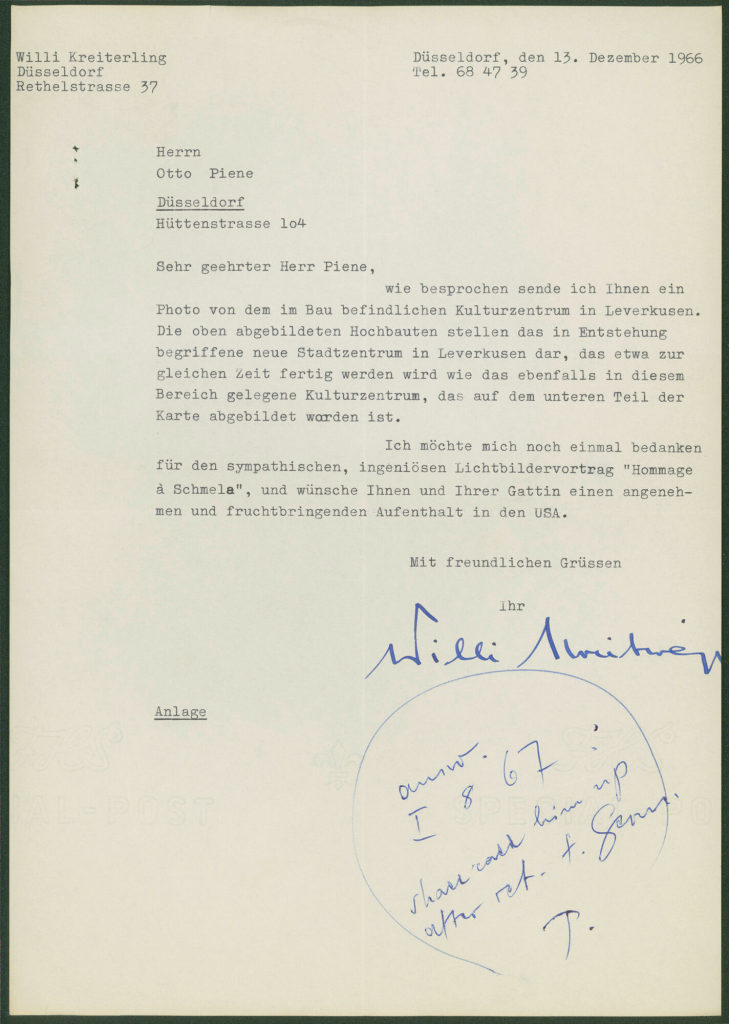 Willi Kreiterling
Düsseldorf
Rethelstrasse 37
Düsseldorf, den 13. Dezember 1966
Tel. 68 47 39
Herrn
Otto Piene
Düsseldorf
Hüttenstrasse lo4
Sehr geehrter Herr Piene,
wie besprochen sende ich Ihnen ein
Photo von dem im Bau befindlichen Kulturzentrum in Leverkusen.
Die oben abgebildeten Hochbauten stellen das in Entstehung
begriffene neue Stadtzentrum in Leverkusen dar, das etwa zur
gleichen Zeit fertig werden wird wie das ebenfalls in diesem
Bereich gelegene Kulturzentrum, das auf dem unteren Teil der
Karte abgebildet worden ist.
Ich möchte mich noch einmal bedanken
für den sympathischen, ingeniösen Lichtbildervortrag "Hommage
à Schmela", und wünsche Ihnen und Ihrer Gattin einen angeneh-
men und fruchtbringenden Aufenthalt in den USA.
Mit freundlichen Grüssen
Ihr
Willi Kreiterling
Anlage
answ.
I 8 67
shall call him up
after ret. f. Germ.